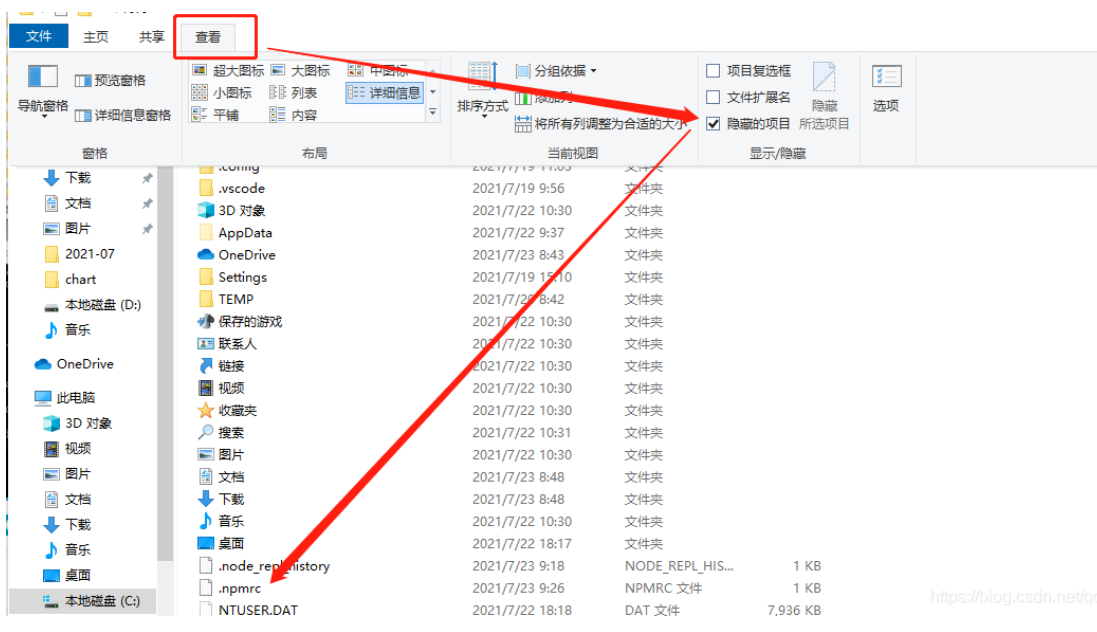 文件 主页 共享 查看
预览窗格 超大图标 大图标 中图标 分组依据 项目复选框
导航窗格 小图标 列表 详细信息 排序方式 添加列 文件扩展名 隐藏 选项
详细信息窗格 平铺 内容 将所有列调整为合适的大小 隐藏的项目 所选项目
窗格 布局 当前视图 显示/隐藏
下载
文档
图片
2021-07
chart
本地磁盘 (D:)
音乐
OneDrive
此电脑
3D 对象
视频
图片
文档
下载
音乐
桌面
本地磁盘 (C:)
.config 2021/7/19 11:03 文件夹
.vscode 2021/7/19 9:56 文件夹
3D 对象 2021/7/22 10:30 文件夹
AppData 2021/7/22 9:37 文件夹
OneDrive 2021/7/23 8:43 文件夹
Settings 2021/7/19 15:10 文件夹
TEMP 8:42 文件夹
保存的游戏 2021/7/22 10:30 文件夹
联系人 2021/7/22 10:30 文件夹
链接 2021/7/22 10:30 文件夹
视频 2021/7/22 10:30 文件夹
收藏夹 2021/7/22 10:30 文件夹
搜索 2021/7/22 10:31 文件夹
图片 2021/7/22 10:30 文件夹
文档 2021/7/23 8:48 文件夹
下载 2021/7/23 8:48 文件夹
音乐 2021/7/22 10:30 文件夹
桌面 2021/7/22 18:17 文件夹
.node_repl_history 2021/7/23 9:18 NODE_REPL_HIS... 1 KB
.npmrc 2021/7/23 9:26 NPMRC 文件 1 KB
NTUSER.DAT 2021/7/22 18:18 DAT 文件 7,936 KB
https://blog.csdn.net/qq